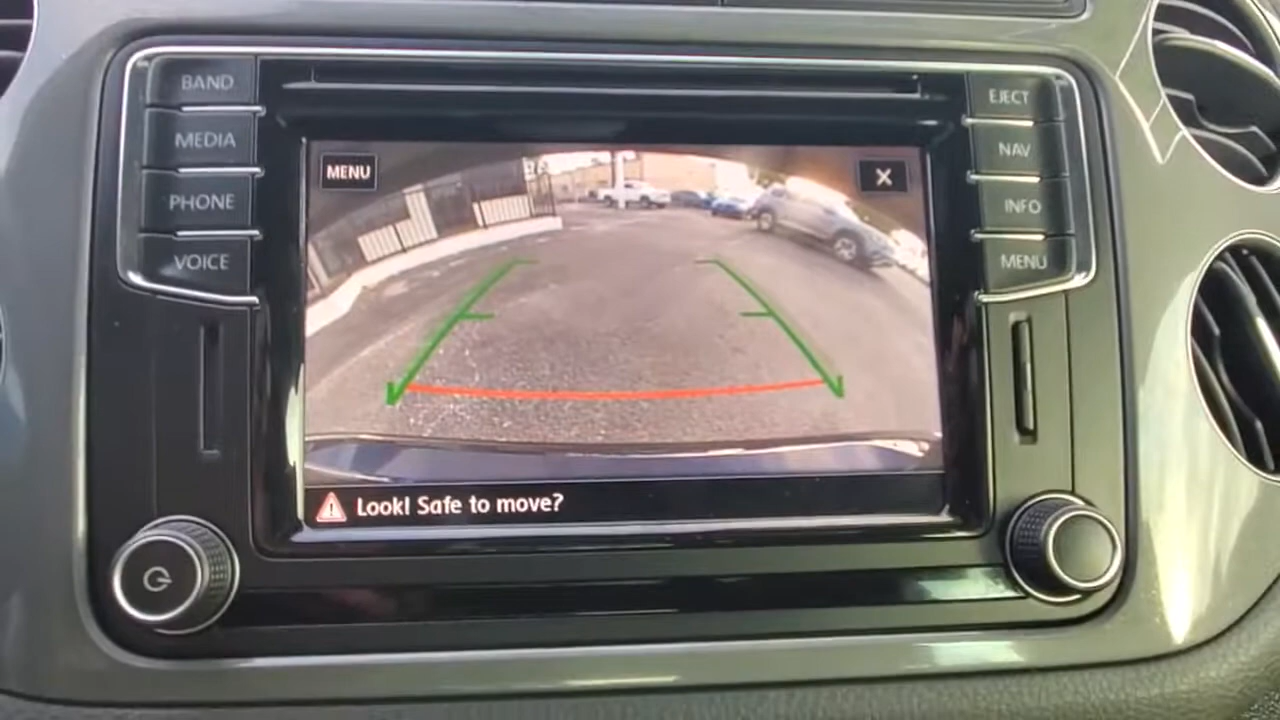 BAND
MEDIA
PHONE
VOICE
MENU
X
Look! Safe to move?
EJECT
NAV
INFO
MENU